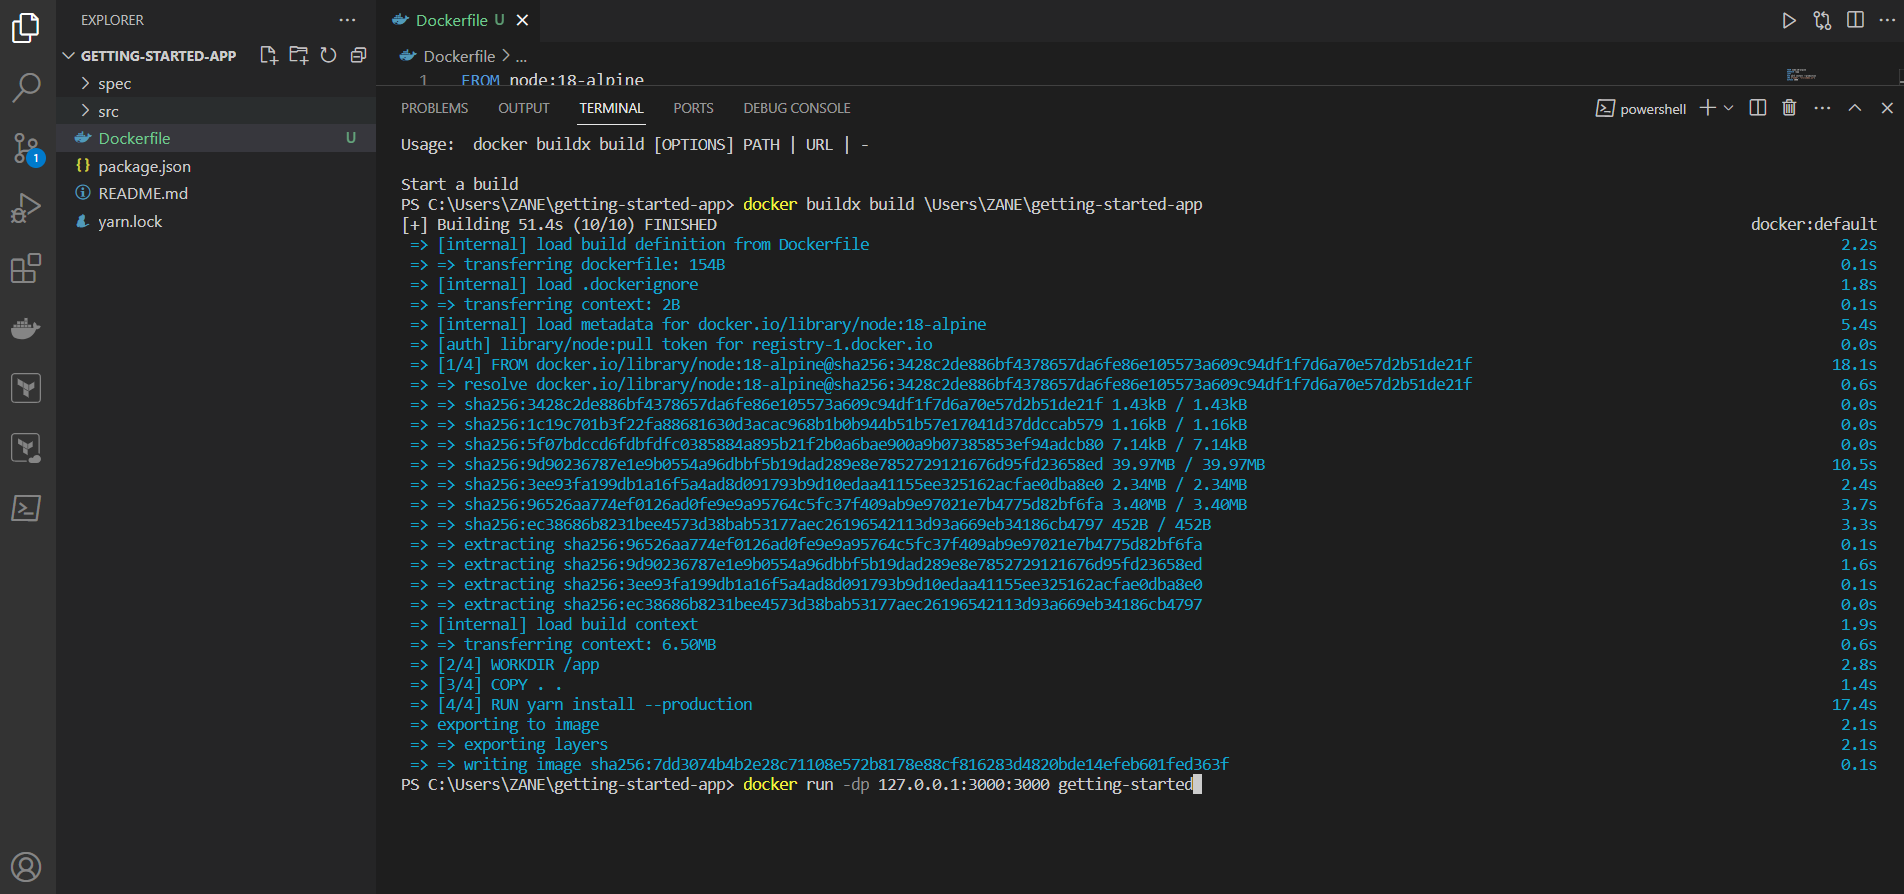 EXPLORER
Dockerfile U
GETTING-STARTED-APP
spec
src
Dockerfile U
package.json
README.md
yarn.lock
1
Dockerfile > ...
1 FROM node:18-alpine
PROBLEMS OUTPUT TERMINAL PORTS DEBUG CONSOLE
powershell
Usage:  docker buildx build [OPTIONS] PATH | URL | -
Start a build
PS C:\Users\ZANE\getting-started-app> docker buildx build \Users\ZANE\getting-started-app
[+] Building 51.4s (10/10) FINISHED docker:default
=> [internal] load build definition from Dockerfile 2.2s
=> => transferring dockerfile: 154B 0.1s
=> [internal] load .dockerignore 1.8s
=> => transferring context: 2B 0.1s
=> [internal] load metadata for docker.io/library/node:18-alpine 5.4s
=> [auth] library/node:pull token for registry-1.docker.io 0.0s
=> [1/4] FROM docker.io/library/node:18-alpine@sha256:3428c2de886bf4378657da6fe86e105573a609c94df1f7d6a70e57d2b51de21f 18.1s
=> => resolve docker.io/library/node:18-alpine@sha256:3428c2de886bf4378657da6fe86e105573a609c94df1f7d6a70e57d2b51de21f 0.6s
=> => sha256:3428c2de886bf4378657da6fe86e105573a609c94df1f7d6a70e57d2b51de21f 1.43kB / 1.43kB 0.0s
=> => sha256:1c19c701b3f22fa88681630d3acac968b1b0b944b51b57e17041d37ddccab579 1.16kB / 1.16kB 0.0s
=> => sha256:5f07bdccd6fdbfdfc0385884a895b21f2b0a6bae900a9b07385853ef94adcb80 7.14kB / 7.14kB 0.0s
=> => sha256:9d90236787e1e9b0554a96dbbf5b19dad289e8e7852729121676d95fd23658ed 39.97MB / 39.97MB 10.5s
=> => sha256:3ee93fa199db1a16f5a4ad8d091793b9d10edaa41155ee325162acfae0dba8e0 2.34MB / 2.34MB 2.4s
=> => sha256:96526aa774ef0126ad0fe9e9a95764c5fc37f409ab9e97021e7b4775d82bf6fa 3.40MB / 3.40MB 3.7s
=> => sha256:ec38686b8231bee4573d38bab53177aec26196542113d93a669eb34186cb4797 452B / 452B 3.3s
=> => extracting sha256:96526aa774ef0126ad0fe9e9a95764c5fc37f409ab9e97021e7b4775d82bf6fa 0.1s
=> => extracting sha256:9d90236787e1e9b0554a96dbbf5b19dad289e8e7852729121676d95fd23658ed 1.6s
=> => extracting sha256:3ee93fa199db1a16f5a4ad8d091793b9d10edaa41155ee325162acfae0dba8e0 0.1s
=> => extracting sha256:ec38686b8231bee4573d38bab53177aec26196542113d93a669eb34186cb4797 0.0s
=> [internal] load build context 1.9s
=> => transferring context: 6.50MB 0.6s
=> [2/4] WORKDIR /app 2.8s
=> [3/4] COPY . . 1.4s
=> [4/4] RUN yarn install --production 17.4s
=> exporting to image 2.1s
=> => exporting layers 2.1s
=> => writing image sha256:7dd3074b4b2e28c71108e572b8178e88cf816283d4820bde14efeb601fed363f 0.1s
PS C:\Users\ZANE\getting-started-app> docker run -dp 127.0.0.1:3000:3000 getting-started